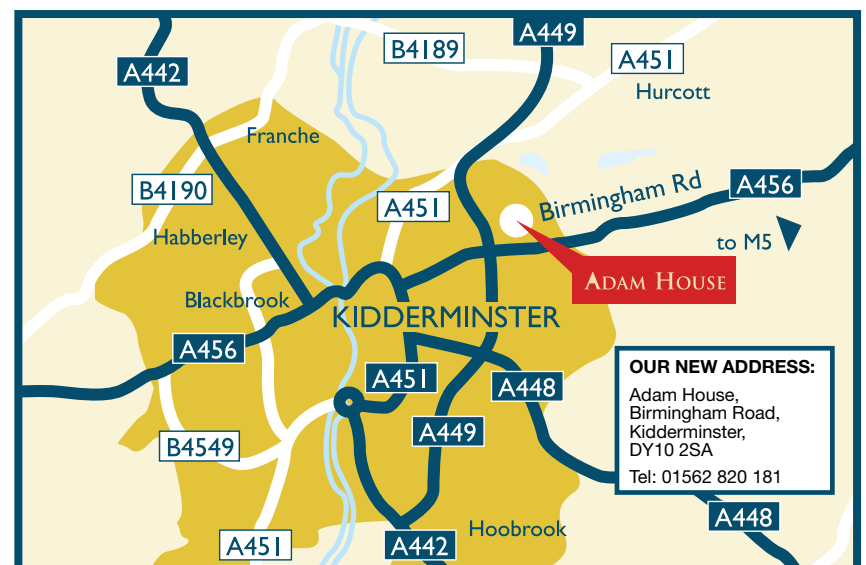 A449
B4189
A451
A442
Hurcott
Franche
A456
B4190
Birmingham Rd
A451
Habberley
to M5
ADAM HOUSE
Blackbrook
KIDDERMINSTER
A456
A451
A448
OUR NEW ADDRESS:
Adam House,
Birmingham Road,
Kidderminster,
DY10 2SA
Tel: 01562 820 181
A449
B4549
A448
Hoobrook
A451
A442